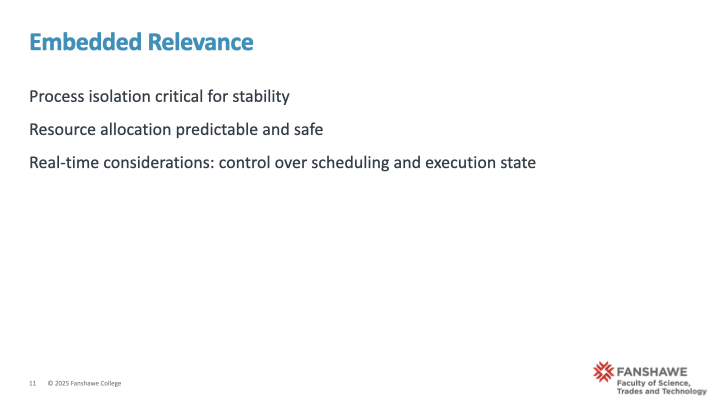 Embedded Relevance
Process isolation critical for stability
Resource allocation predictable and safe
Real-time considerations: control over scheduling and execution state
11 © 2025 Fanshawe College
FANSHAWE
Faculty of Science,
Trades and Technology